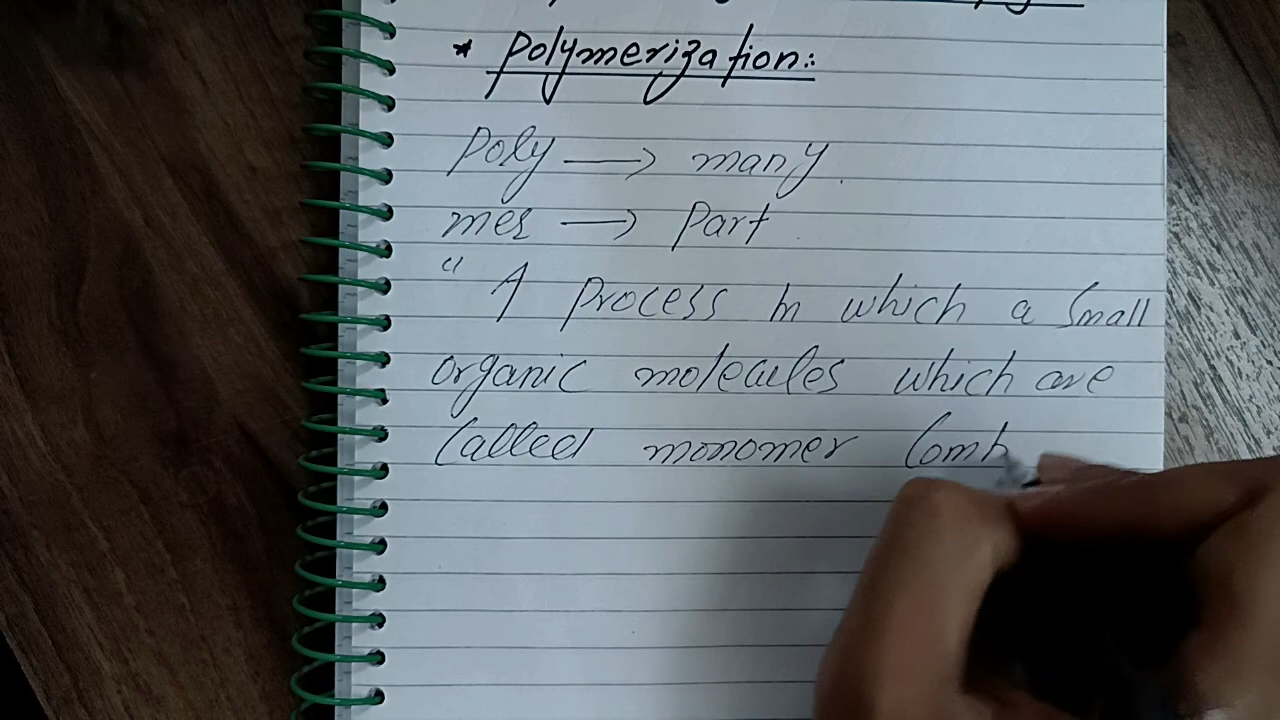 * Polymerization:
Poly → many.
mer → Part
" A Process in which a small
organic molecules which are
Called monomer Comb